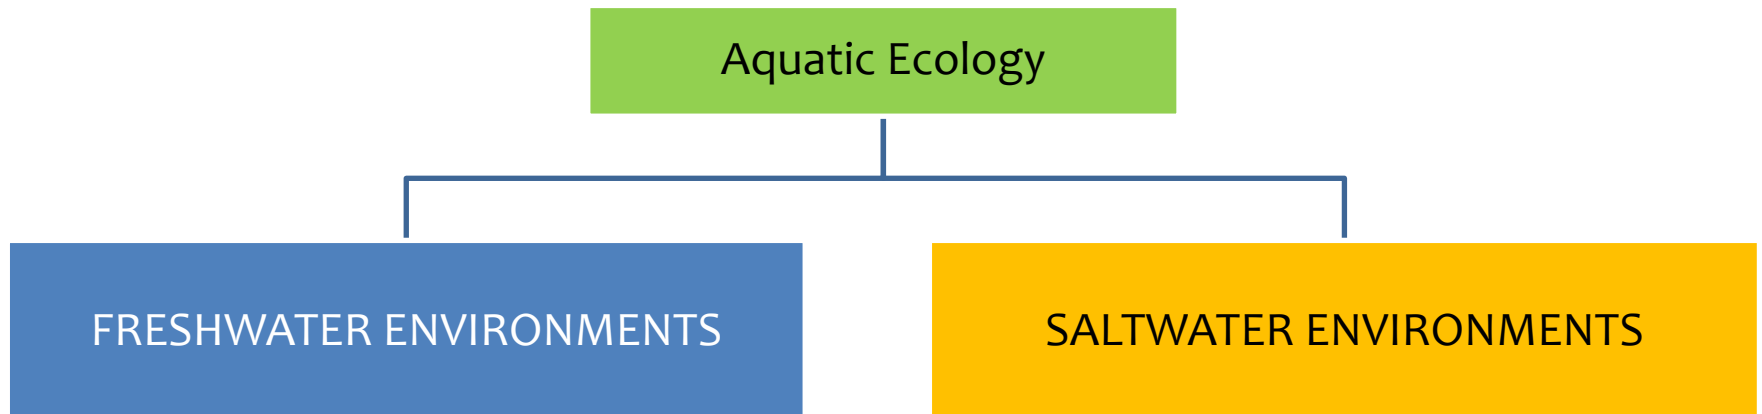 Aquatic Ecology
FRESHWATER ENVIRONMENTS
SALTWATER ENVIRONMENTS